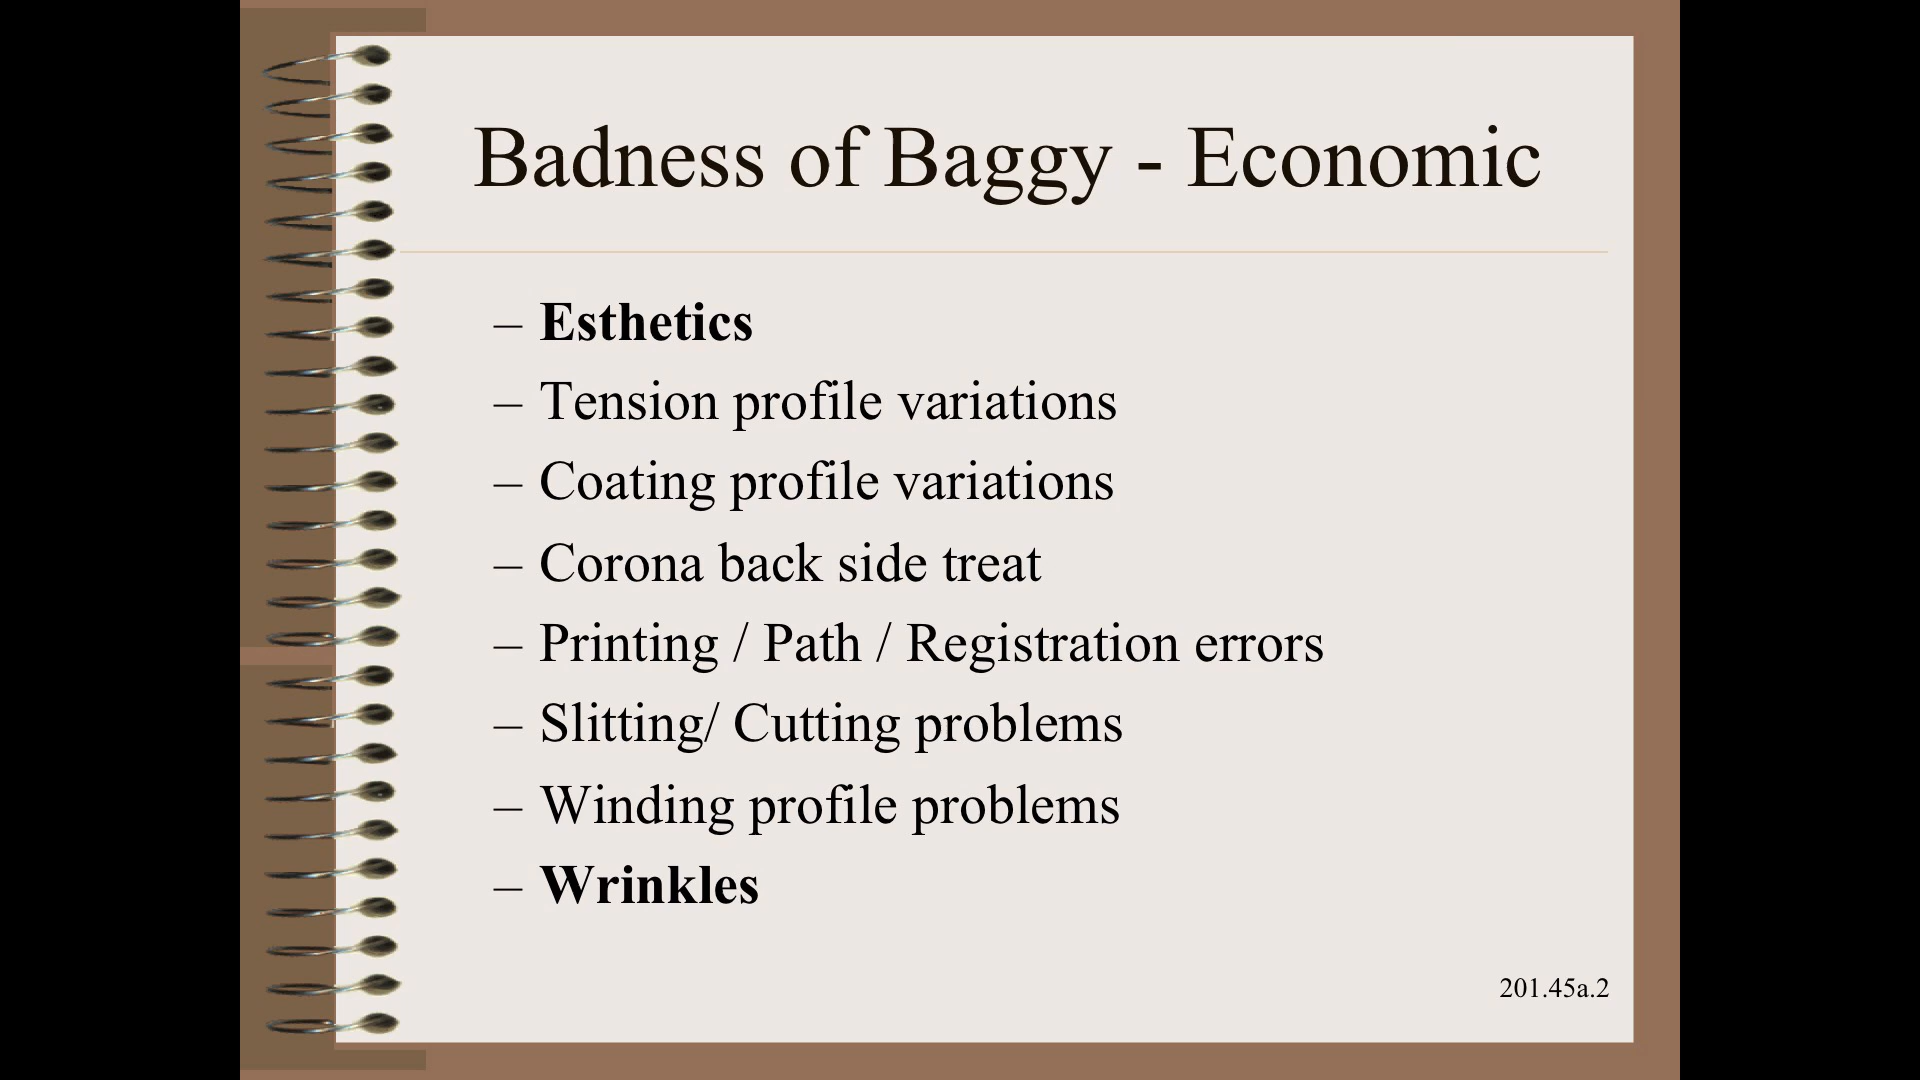 Badness of Baggy - Economic
– Esthetics
– Tension profile variations
– Coating profile variations
– Corona back side treat
– Printing / Path / Registration errors
– Slitting/ Cutting problems
– Winding profile problems
– Wrinkles
201.45a.2